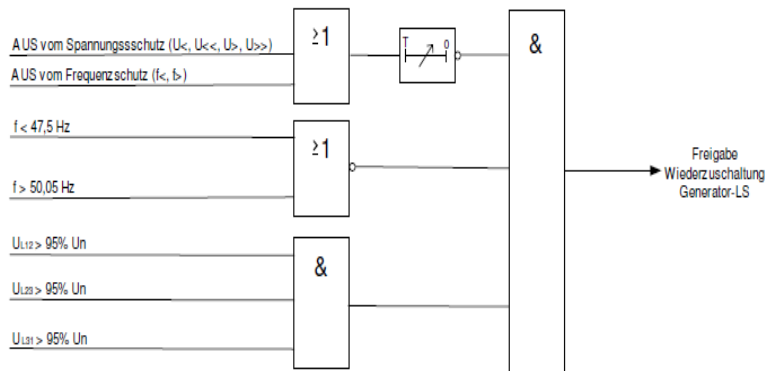 AUS vom Spannungssschutz (U<, U<<, U>, U>>)
≥1
T 0
&
AUS vom Frequenzschutz (f<, f>)
f < 47,5 Hz
≥1
f > 50,05 Hz
Freigabe
Wiederzuschaltung
Generator-LS
UL12 > 95% Un
&
UL23 > 95% Un
UL31 > 95% Un